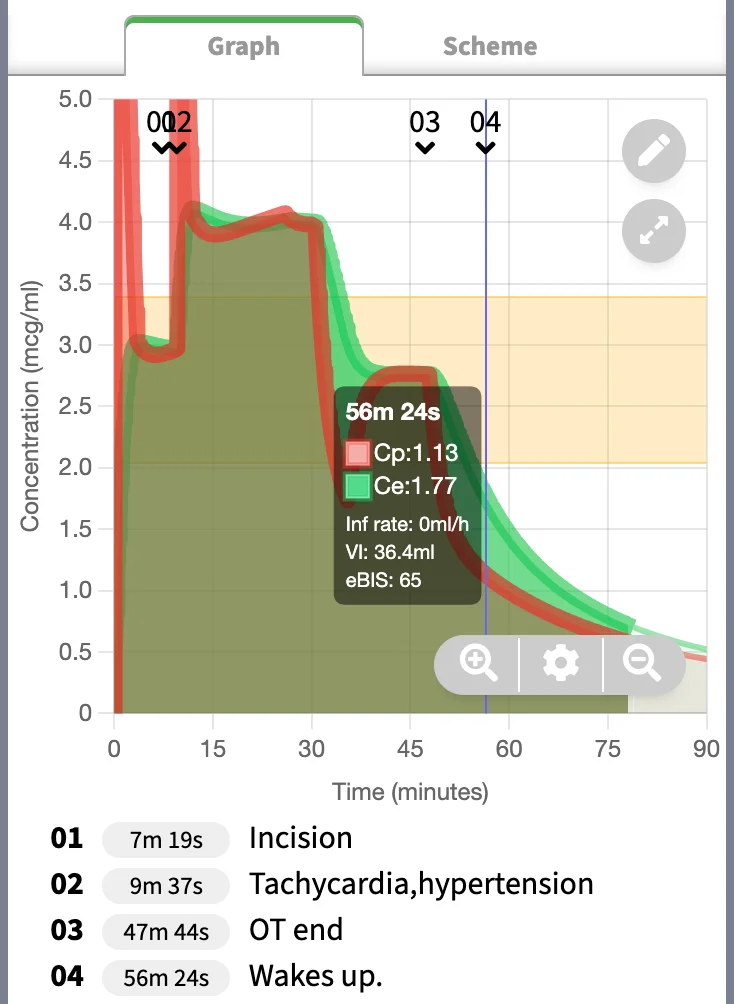 Graph Scheme
5.0
01 02 03 04
4.5
4.0
3.5
3.0
2.5
2.0
1.5
1.0
0.5
0
Concentration (mcg/ml)
56m 24s
Cp:1.13
Ce:1.77
Inf rate: 0ml/h
VI: 36.4ml
eBIS: 65
0 15 30 45 60 75 90
Time (minutes)
01 7m 19s Incision
02 9m 37s Tachycardia,hypertension
03 47m 44s OT end
04 56m 24s Wakes up.